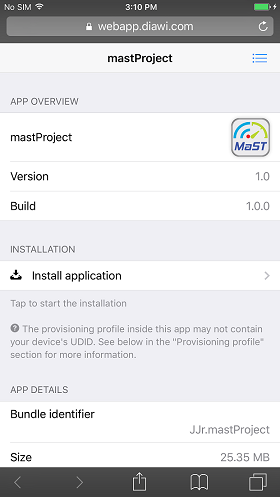 No SIM 3:10 PM
webapp.diawi.com
mastProject
APP OVERVIEW
mastProject
MaST
Version 1.0
Build 1.0.0
INSTALLATION
Install application
Tap to start the installation
The provisioning profile inside this app may not contain
your device's UDID. See below in the "Provisioning profile"
section for more information.
APP DETAILS
Bundle identifier
JJr.mastProject
Size 25.35 MB